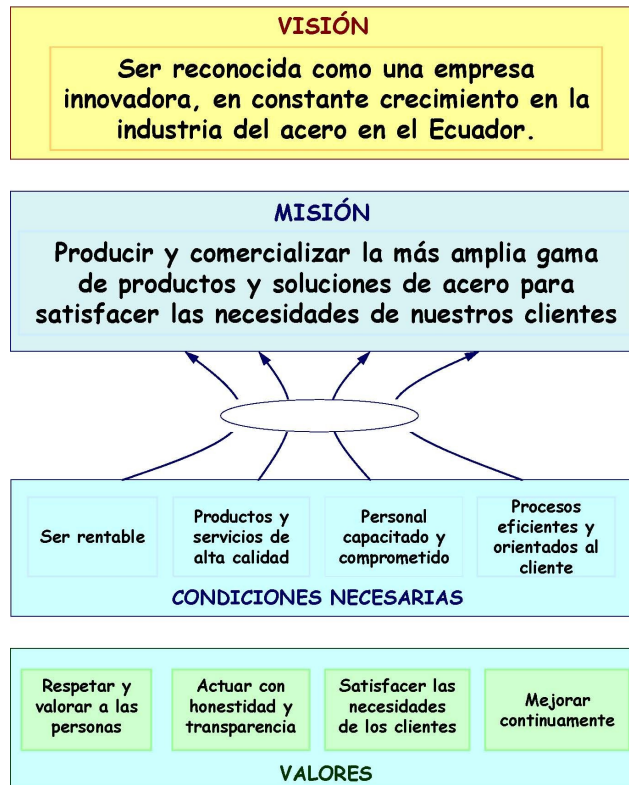 VISIÓN
Ser reconocida como una empresa
innovadora, en constante crecimiento en la
industria del acero en el Ecuador.
MISIÓN
Producir y comercializar la más amplia gama
de productos y soluciones de acero para
satisfacer las necesidades de nuestros clientes
Ser rentable
Productos y
servicios de
alta calidad
Personal
capacitado y
comprometido
Procesos
eficientes y
orientados al
cliente
CONDICIONES NECESARIAS
Respetar y
valorar a las
personas
Actuar con
honestidad y
transparencia
Satisfacer las
necesidades
de los clientes
Mejorar
continuamente
VALORES